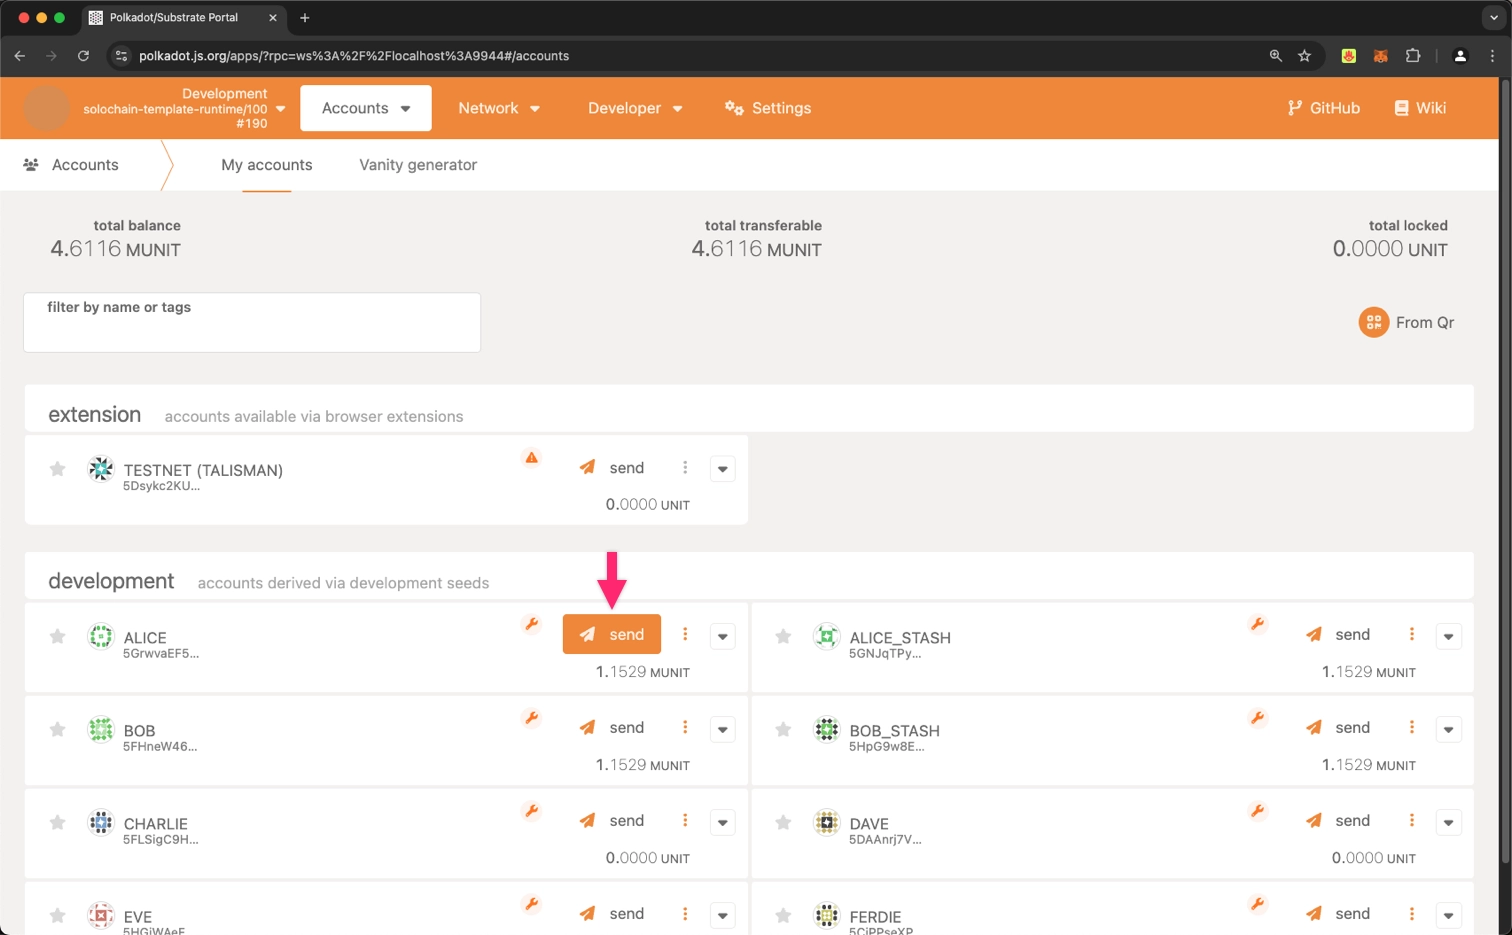 Polkadot/Substrate Portal
polkadot.js.org/apps/?rpc=ws%3A%2F%2Flocalhost%3A9944#/accounts
Development
solochain-template-runtime/100
#190
Accounts
Network
Developer
Settings
GitHub
Wiki
Accounts
My accounts
Vanity generator
total balance
4.6116 MUNIT
total transferable
4.6116 MUNIT
total locked
0.0000 UNIT
filter by name or tags
From Qr
extension accounts available via browser extensions
TESTNET (TALISMAN)
5Dsykc2KU...
send
0.0000 UNIT
development accounts derived via development seeds
ALICE
5GrwvaEF5...
send
1.1529 MUNIT
ALICE_STASH
5GNJqTPy...
send
1.1529 MUNIT
BOB
5FHneW46...
send
1.1529 MUNIT
BOB_STASH
5HpG9w8E...
send
1.1529 MUNIT
CHARLIE
5FLSigC9H...
send
0.0000 UNIT
DAVE
5DAAnrj7V...
send
0.0000 UNIT
EVE
5HGjWAeF
send
FERDIE
5CiPPseXP
send